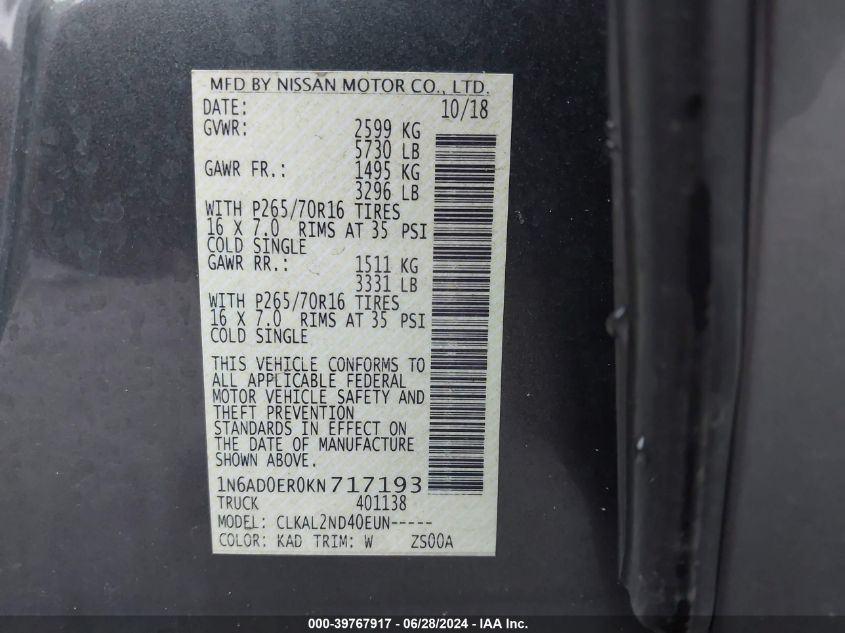 MFD BY NISSAN MOTOR CO., LTD.
DATE: 10/18
GVWR: 2599 KG
5730 LB
GAWR FR.: 1495 KG
3296 LB
WITH P265/70R16 TIRES
16 X 7.0 RIMS AT 35 PSI
COLD SINGLE
GAWR RR.: 1511 KG
3331 LB
WITH P265/70R16 TIRES
16 X 7.0 RIMS AT 35 PSI
COLD SINGLE
THIS VEHICLE CONFORMS TO
ALL APPLICABLE FEDERAL
MOTOR VEHICLE SAFETY AND
THEFT PREVENTION
STANDARDS IN EFFECT ON
THE DATE OF MANUFACTURE
SHOWN ABOVE.
1N6AD0ER0KN717193
TRUCK 401138
MODEL: CLKAL2ND40EUN-----
COLOR: KAD TRIM: W ZS00A
000-39767917 - 06/28/2024 - IAA Inc.